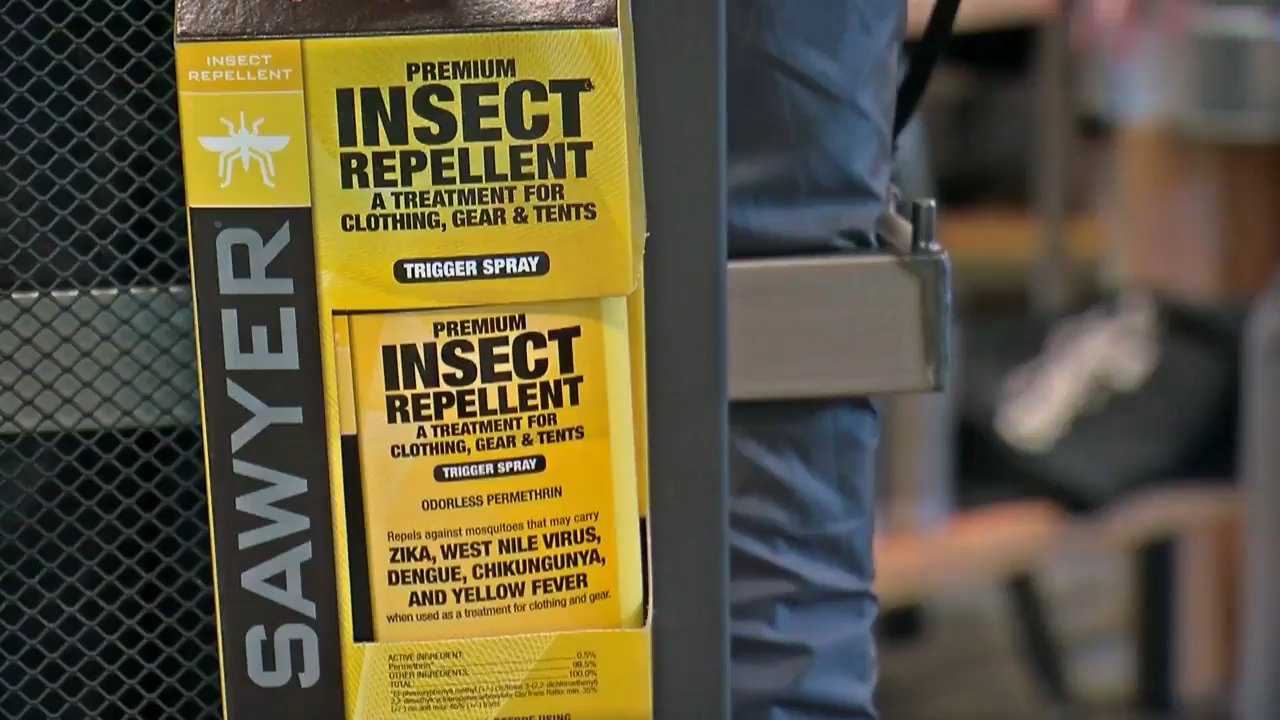 INSECT
REPELLENT
SAWYER
PREMIUM
INSECT
REPELLENT
A TREATMENT FOR
CLOTHING, GEAR & TENTS
TRIGGER SPRAY
PREMIUM
INSECT
REPELLENT
A TREATMENT FOR
CLOTHING, GEAR & TENTS
TRIGGER SPRAY
ODORLESS PERMETHRIN
Repels against mosquitoes that may carry
ZIKA, WEST NILE VIRUS,
DENGUE, CHIKUNGUNYA,
AND YELLOW FEVER
when used as a treatment for clothing and gear.
ACTIVE INGREDIENT:
Permethrin* 0.5%
OTHER INGREDIENTS: 99.5%
TOTAL: 100.0%
BEFORE USING